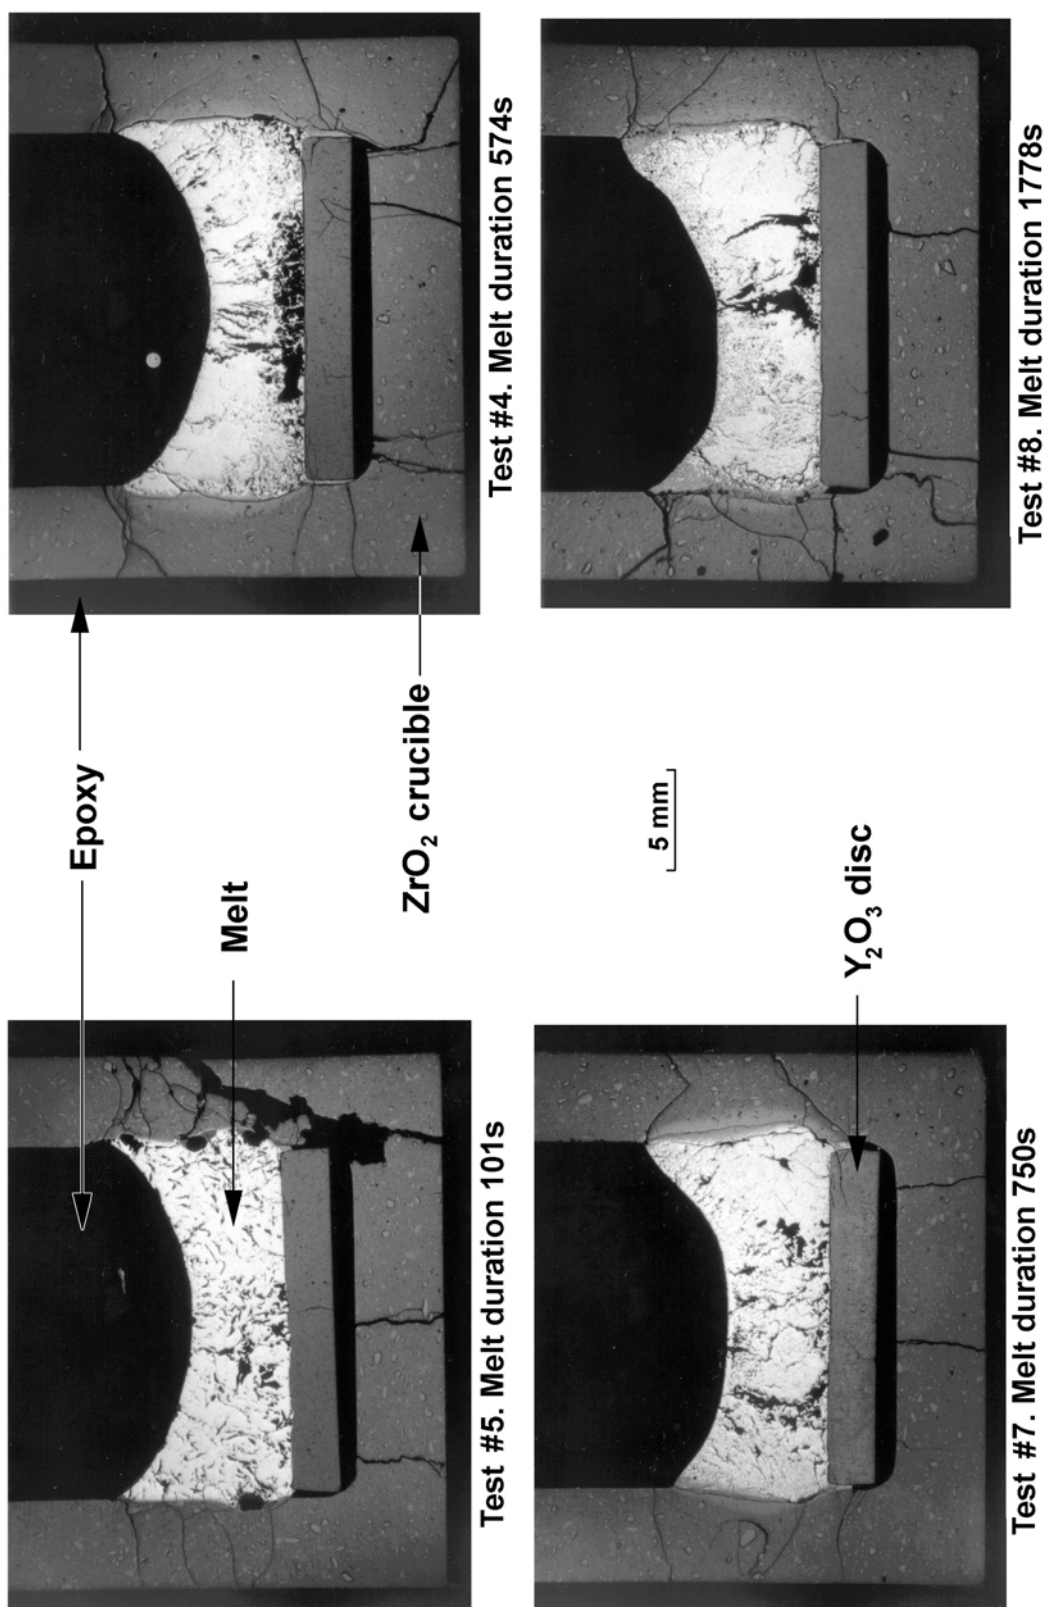 Epoxy
Melt
ZrO₂ crucible
Test #5. Melt duration 101s
Test #4. Melt duration 574s
5 mm
Y₂O₃ disc
Test #7. Melt duration 750s
Test #8. Melt duration 1778s